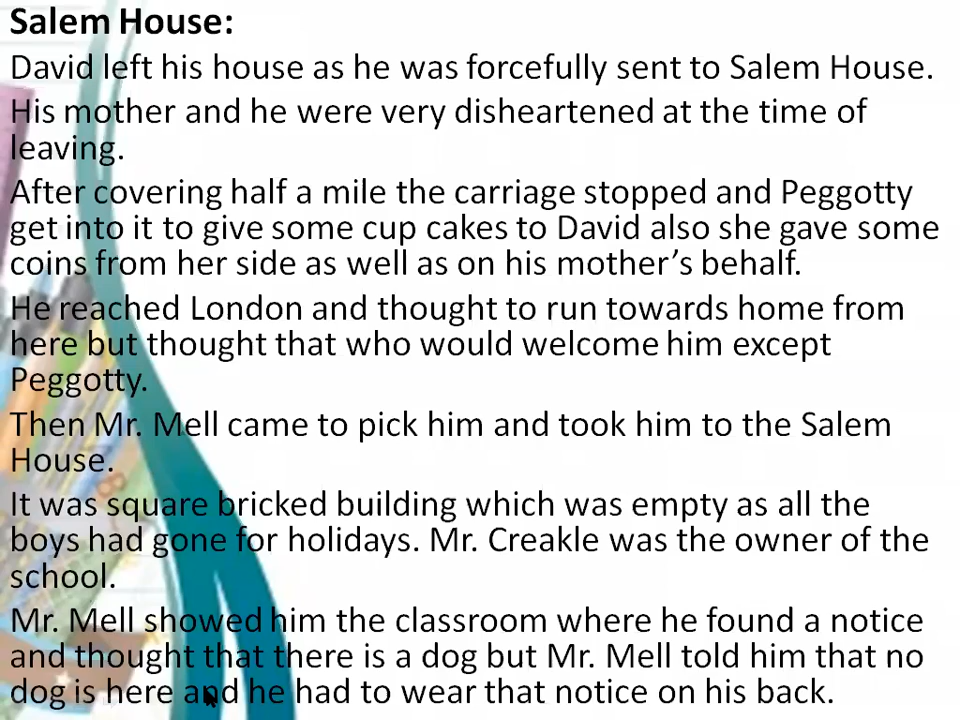 Salem House:
David left his house as he was forcefully sent to Salem House.
His mother and he were very disheartened at the time of
leaving.
After covering half a mile the carriage stopped and Peggotty
get into it to give some cup cakes to David also she gave some
coins from her side as well as on his mother's behalf.
He reached London and thought to run towards home from
here but thought that who would welcome him except
Peggotty.
Then Mr. Mell came to pick him and took him to the Salem
House.
It was square bricked building which was empty as all the
boys had gone for holidays. Mr. Creakle was the owner of the
school.
Mr. Mell showed him the classroom where he found a notice
and thought that there is a dog but Mr. Mell told him that no
dog is here and he had to wear that notice on his back.